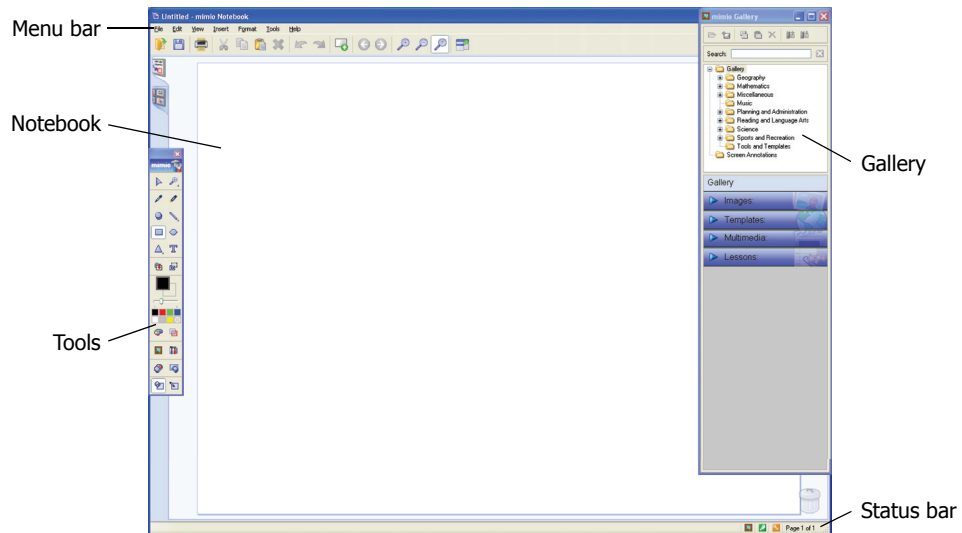 Untitled - mimio Notebook
mimio Gallery
Menu bar
File Edit View Insert Format Tools Help
Search:
Gallery
Geography
Mathematics
Miscellaneous
Music
Planning and Administration
Reading and Language Arts
Science
Sports and Recreation
Tools and Templates
Screen Annotations
Notebook
mimio
Gallery
Gallery
Images:
Templates:
Multimedia:
Lessons:
Tools
Page 1 of 1
Status bar